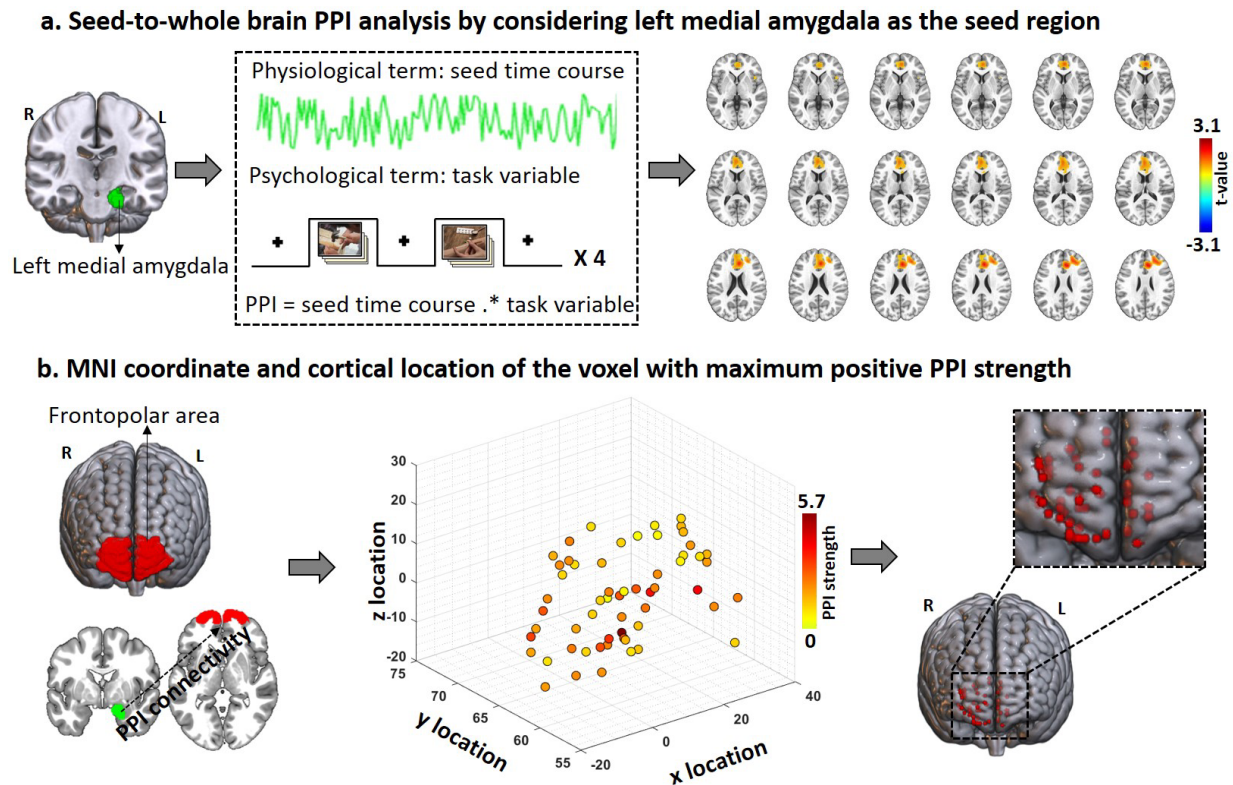 a. Seed-to-whole brain PPI analysis by considering left medial amygdala as the seed region
R
L
Left medial amygdala
Physiological term: seed time course
Psychological term: task variable
X 4
PPI = seed time course .* task variable
3.1
t-value
-3.1
b. MNI coordinate and cortical location of the voxel with maximum positive PPI strength
Frontopolar area
R
L
PPI connectivity
30
20
10
0
-10
-20
z location
75
70
65
60
55
y location
-20
0
20
40
x location
5.7
PPI strength
0
R
L